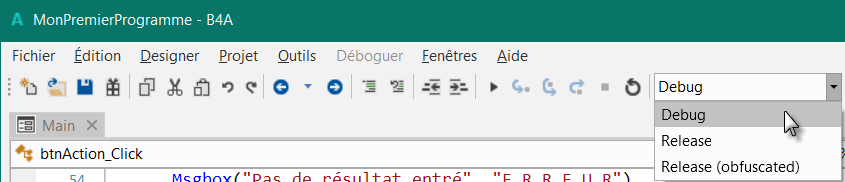 MonPremierProgramme - B4A
Fichier Édition Designer Projet Outils Déboguer Fenêtres Aide
Debug
Debug
Main
Release
btnAction_Click
Release (obfuscated)
54 Msgbox("Pas de résultat entré", "E R R E U R")